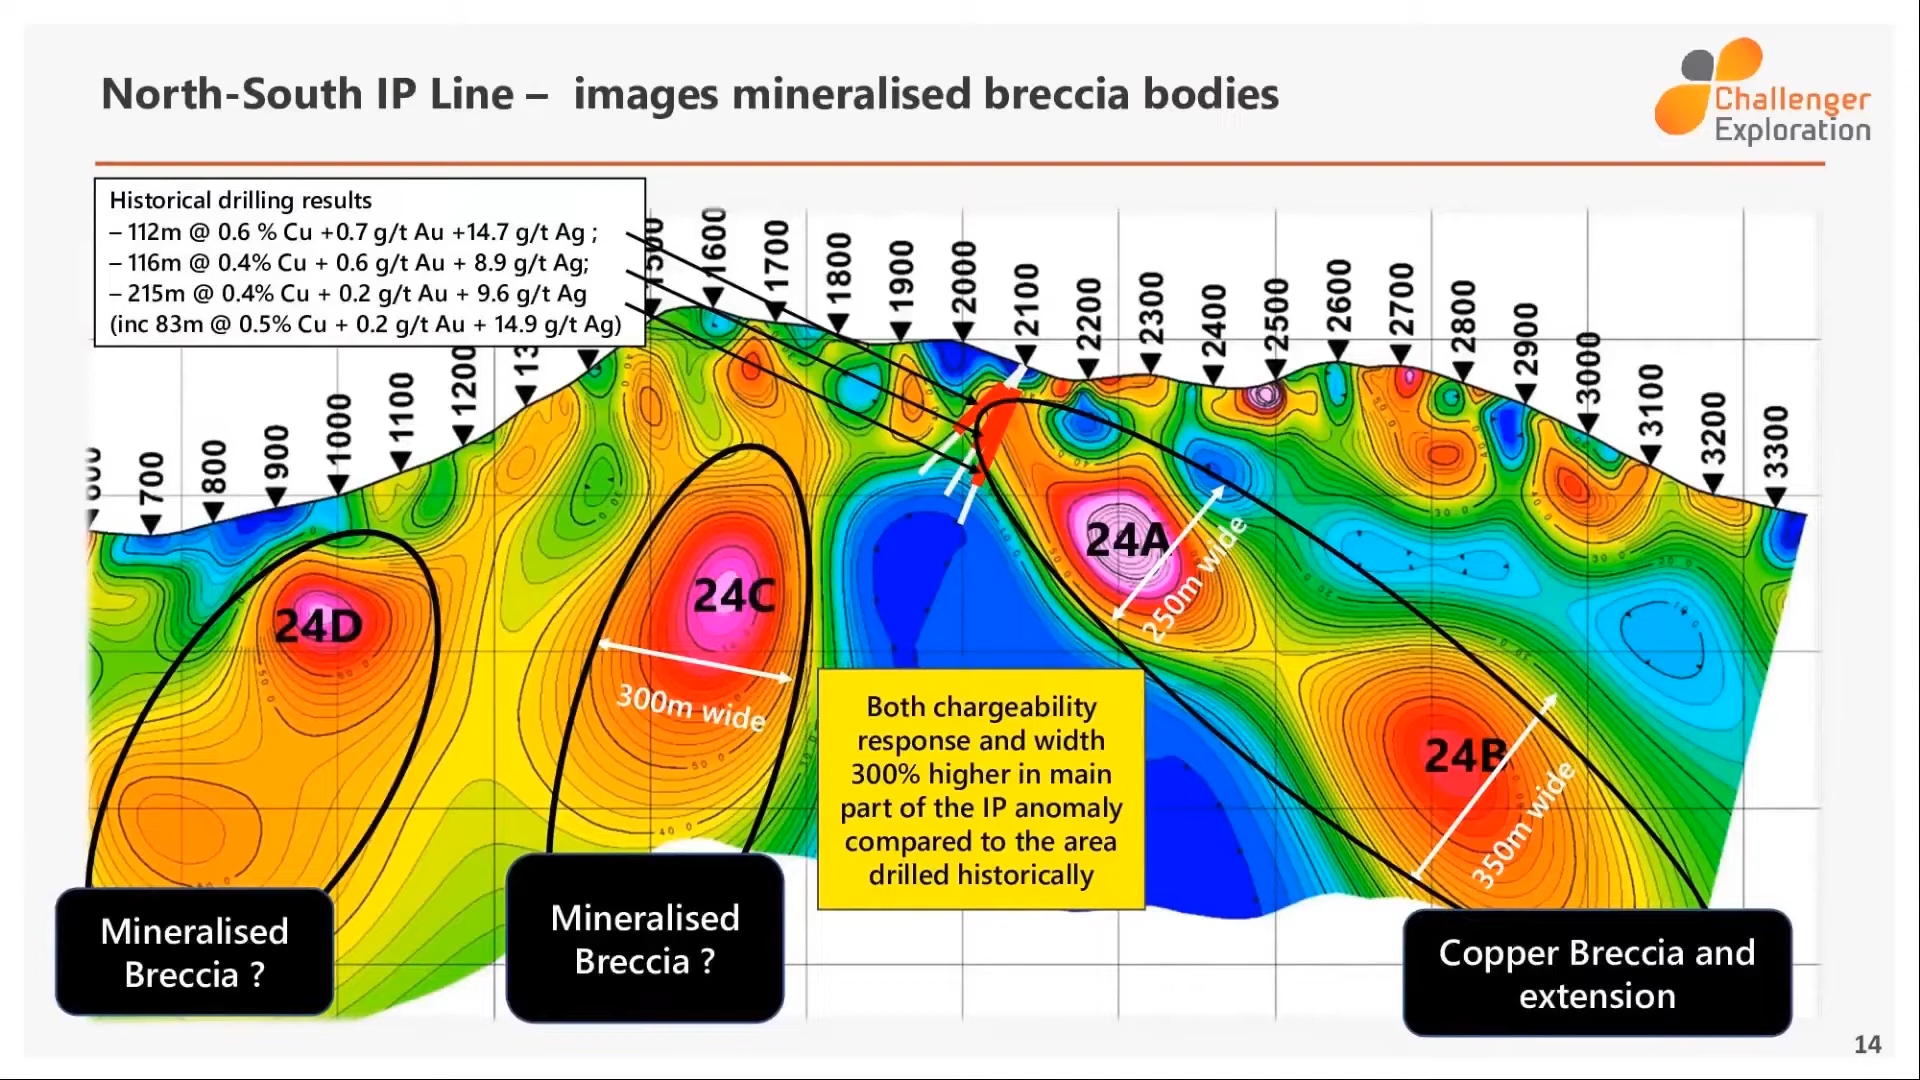 North-South IP Line – images mineralised breccia bodies
Challenger
Exploration
Historical drilling results
– 112m @ 0.6 % Cu +0.7 g/t Au +14.7 g/t Ag ;
– 116m @ 0.4% Cu + 0.6 g/t Au + 8.9 g/t Ag;
– 215m @ 0.4% Cu + 0.2 g/t Au + 9.6 g/t Ag
(inc 83m @ 0.5% Cu + 0.2 g/t Au + 14.9 g/t Ag)
700
800
900
1000
1100
1200
1600
1700
1800
1900
2000
2100
2200
2300
2400
2500
2600
2700
2800
2900
3000
3100
3200
3300
24D
24C
24A
24B
300m wide
250m wide
350m wide
Both chargeability
response and width
300% higher in main
part of the IP anomaly
compared to the area
drilled historically
Mineralised
Breccia ?
Mineralised
Breccia ?
Copper Breccia and
extension
14